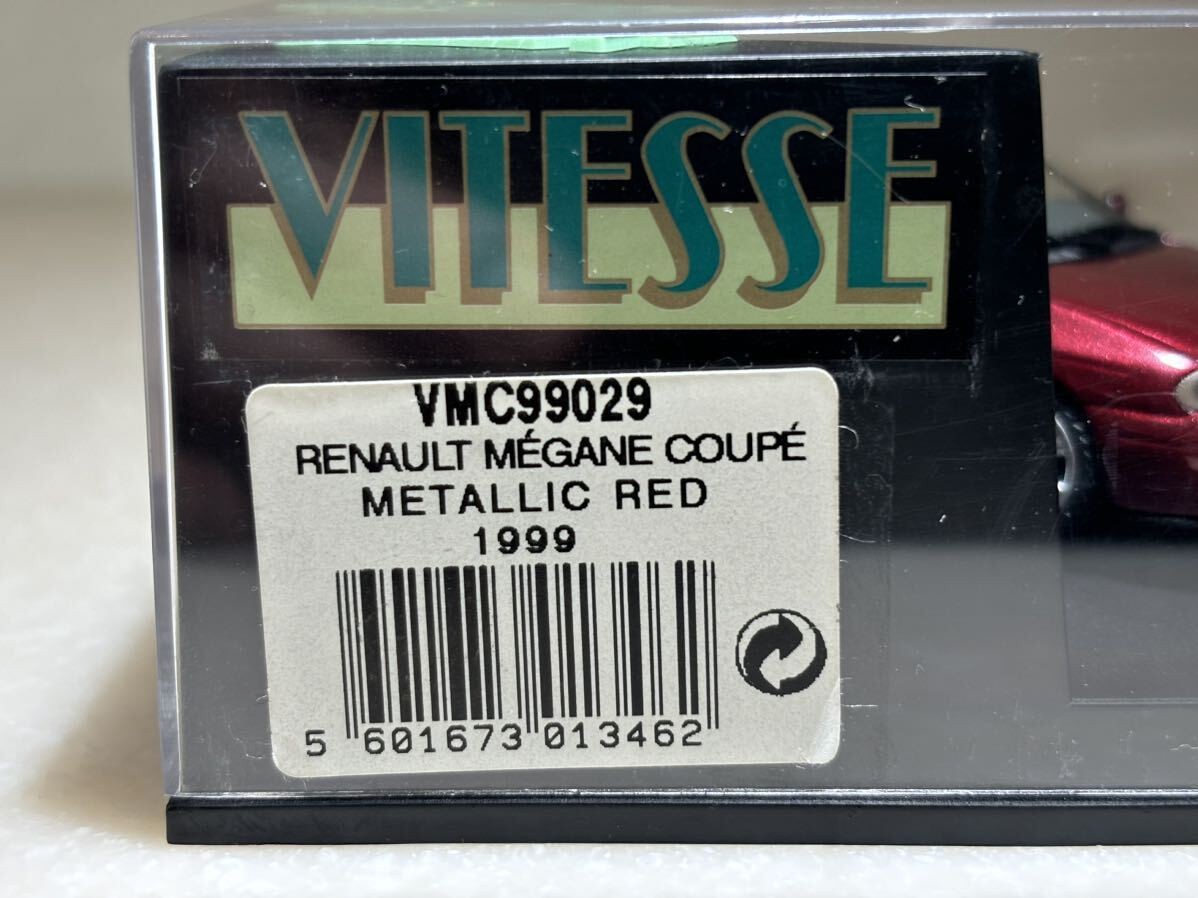 VITESSE
VMC99029
RENAULT MÉGANE COUPÉ
METALLIC RED
1999
5 601673 013462